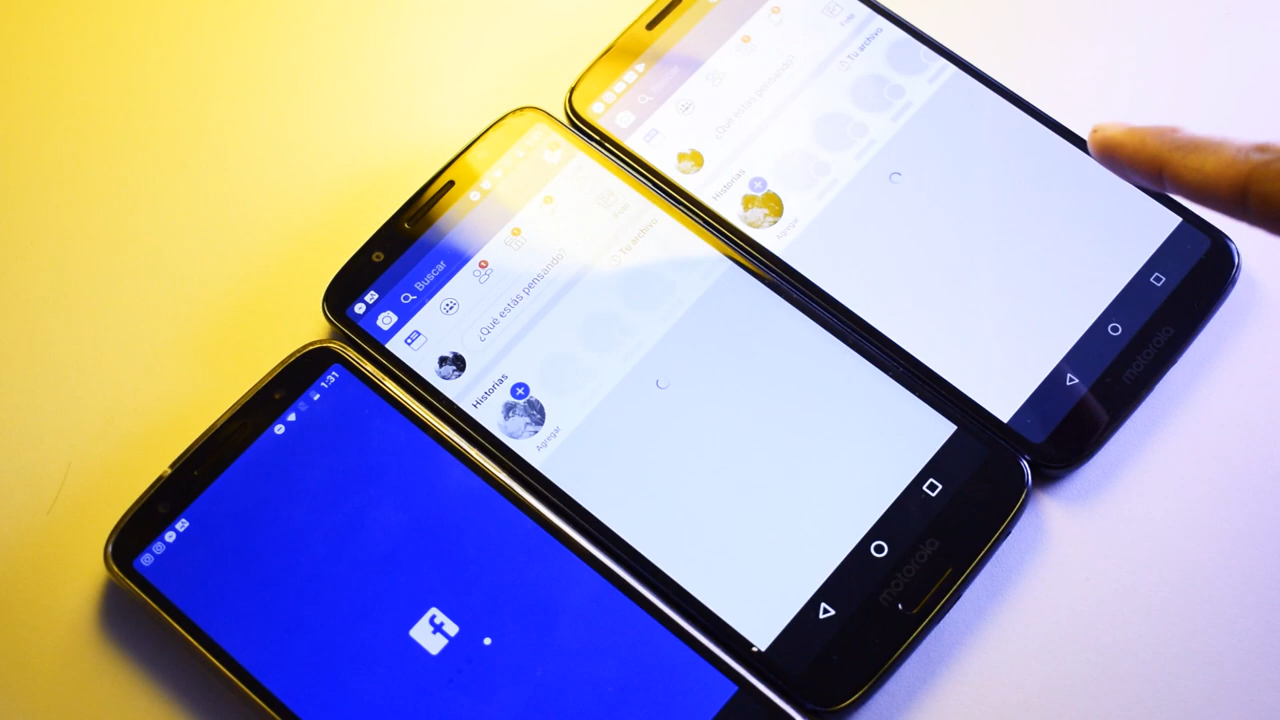 1:31
f
Buscar
¿Qué estás pensando?
Tu archivo
Historias
Agregar
motorola
¿Qué estás pensando?
Tu archivo
Historias
Agregar
motorola